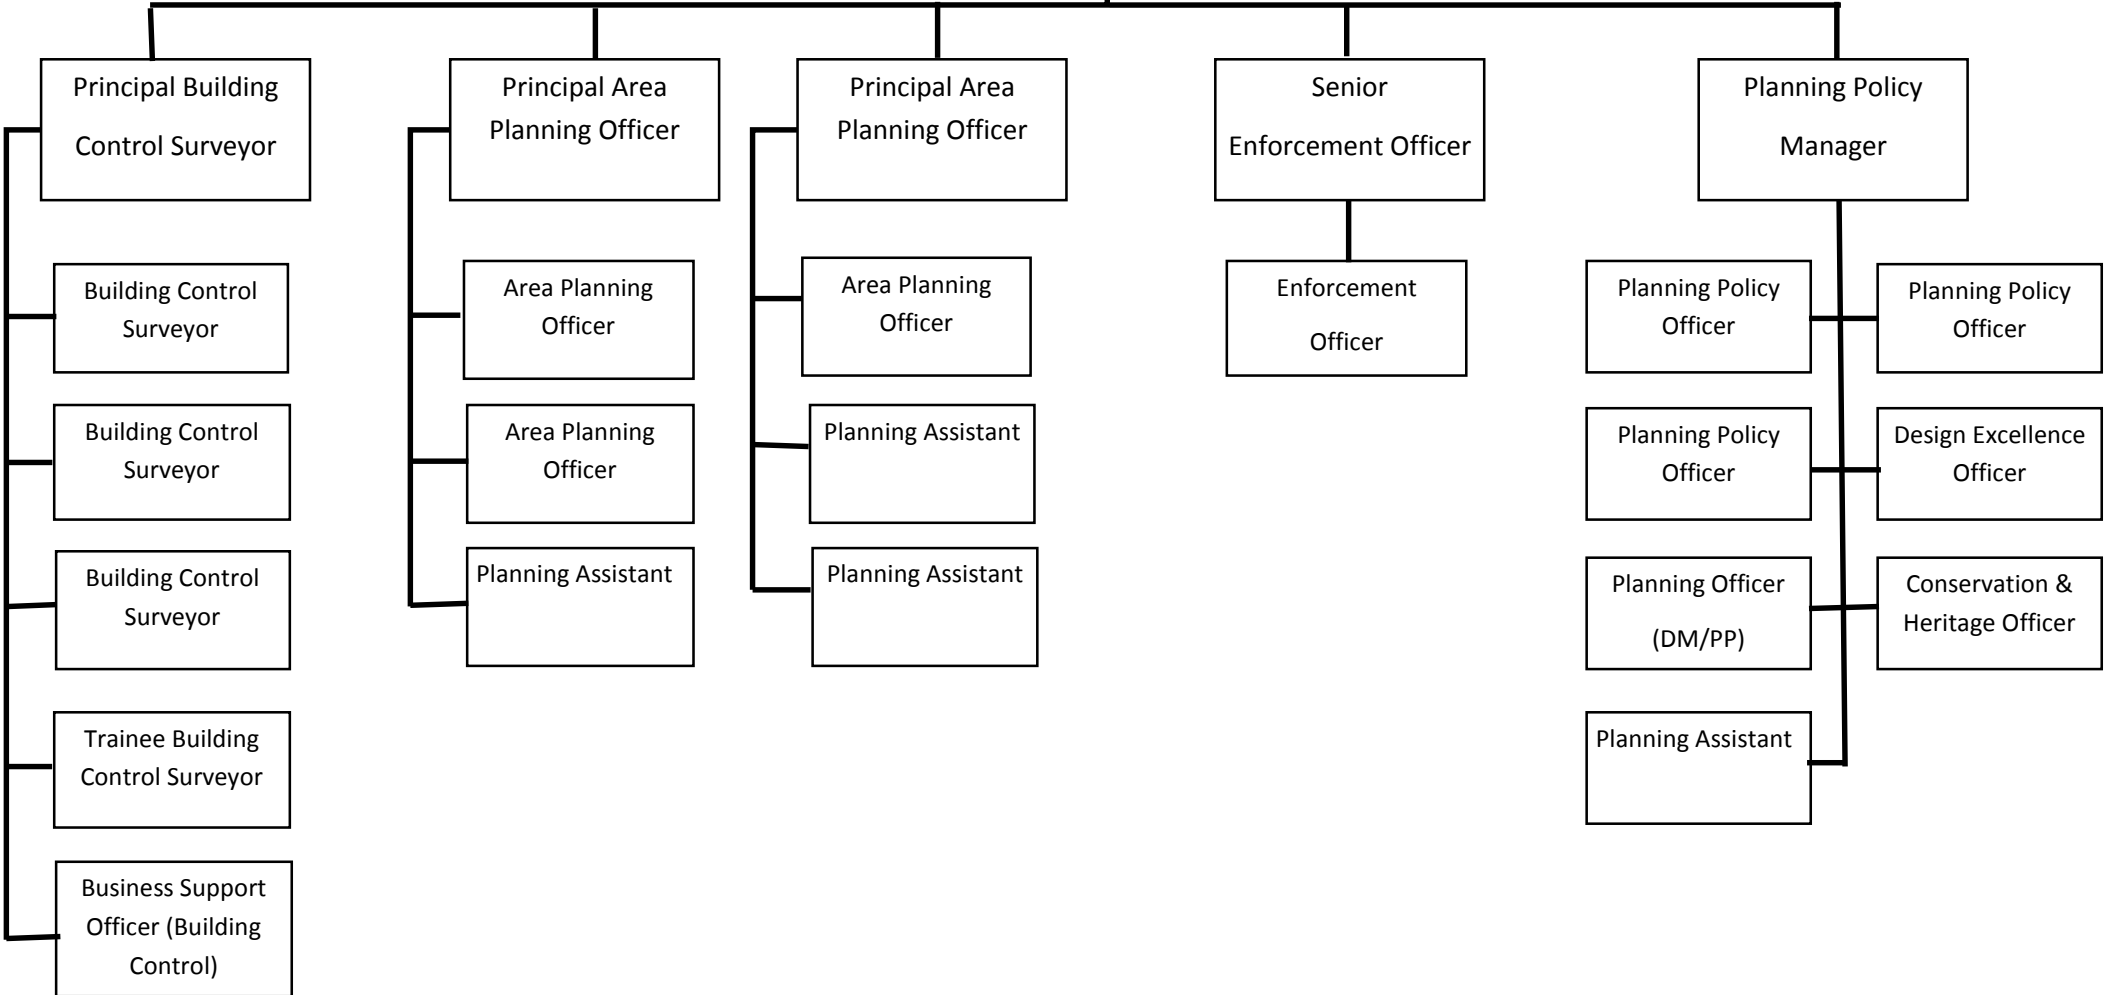 Principal Building
Control Surveyor
Principal Area
Planning Officer
Principal Area
Planning Officer
Senior
Enforcement Officer
Planning Policy
Manager
Building Control
Surveyor
Area Planning
Officer
Area Planning
Officer
Enforcement
Officer
Planning Policy
Officer
Planning Policy
Officer
Building Control
Surveyor
Area Planning
Officer
Planning Assistant
Planning Policy
Officer
Design Excellence
Officer
Building Control
Surveyor
Planning Assistant
Planning Assistant
Planning Officer
(DM/PP)
Conservation &
Heritage Officer
Trainee Building
Control Surveyor
Planning Assistant
Business Support
Officer (Building
Control)